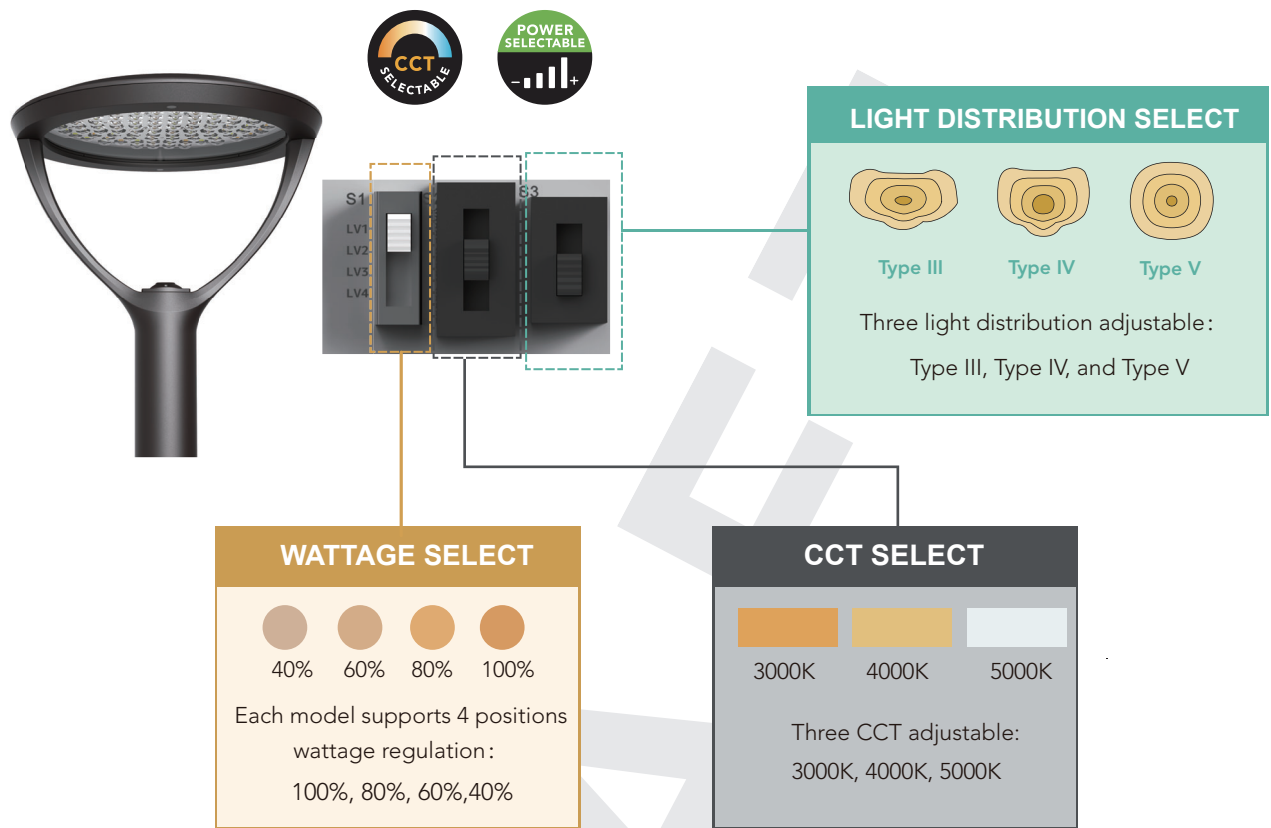 CCT
SELECTABLE
POWER
SELECTABLE
LIGHT DISTRIBUTION SELECT
Type III
Type IV
Type V
Three light distribution adjustable:
Type III, Type IV, and Type V
S1
S3
LV1
LV2
LV3
LV4
WATTAGE SELECT
40%
60%
80%
100%
Each model supports 4 positions
wattage regulation:
100%, 80%, 60%,40%
CCT SELECT
3000K
4000K
5000K
Three CCT adjustable:
3000K, 4000K, 5000K